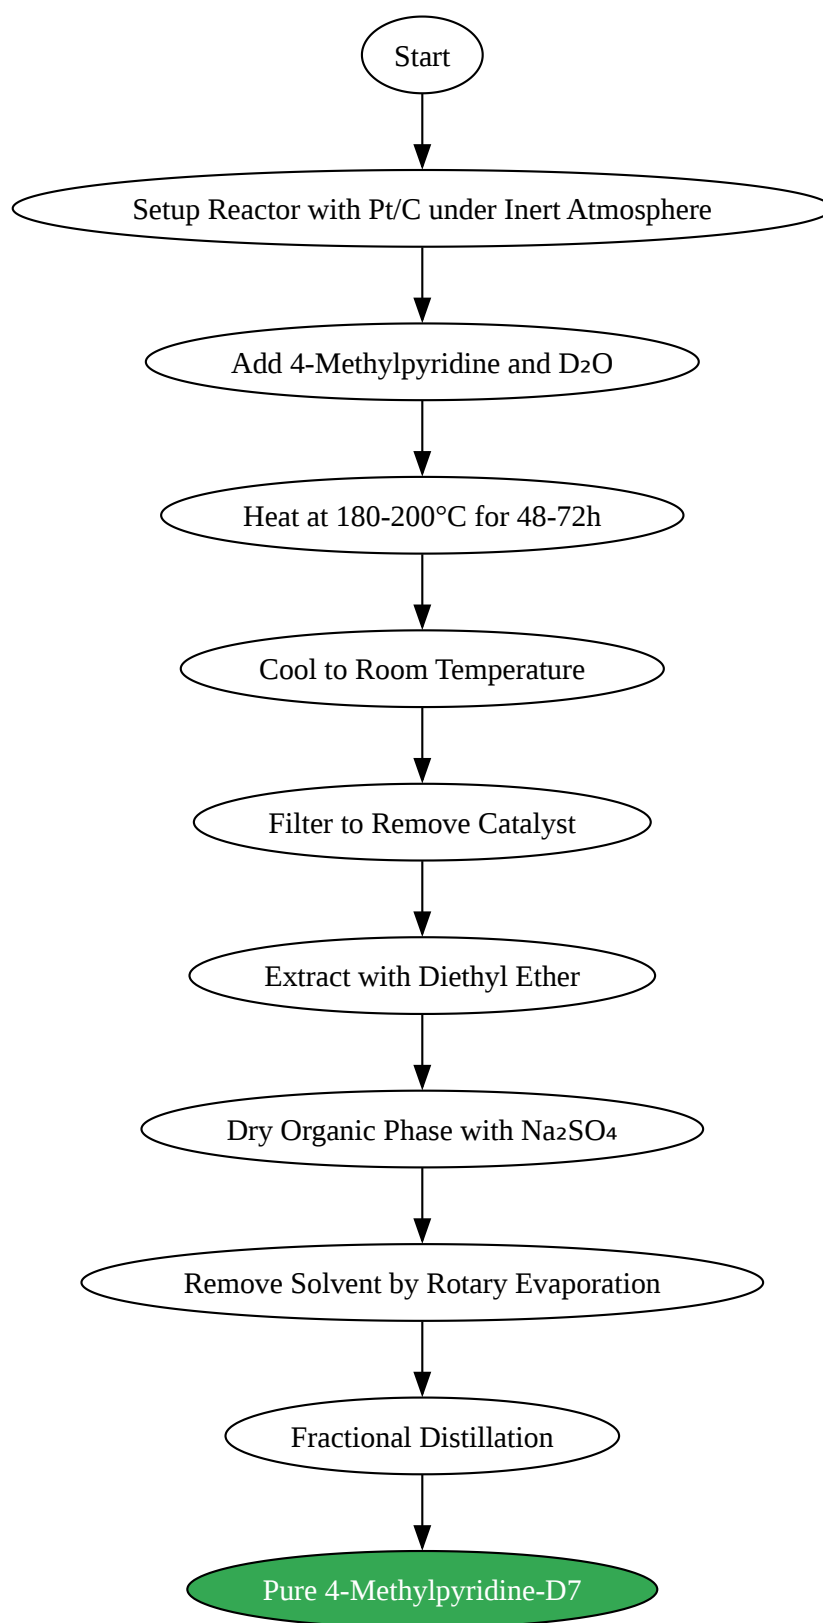 Start
Setup Reactor with Pt/C under Inert Atmosphere
Add 4-Methylpyridine and D₂O
Heat at 180-200°C for 48-72h
Cool to Room Temperature
Filter to Remove Catalyst
Extract with Diethyl Ether
Dry Organic Phase with Na₂SO₄
Remove Solvent by Rotary Evaporation
Fractional Distillation
Pure 4-Methylpyridine-D7